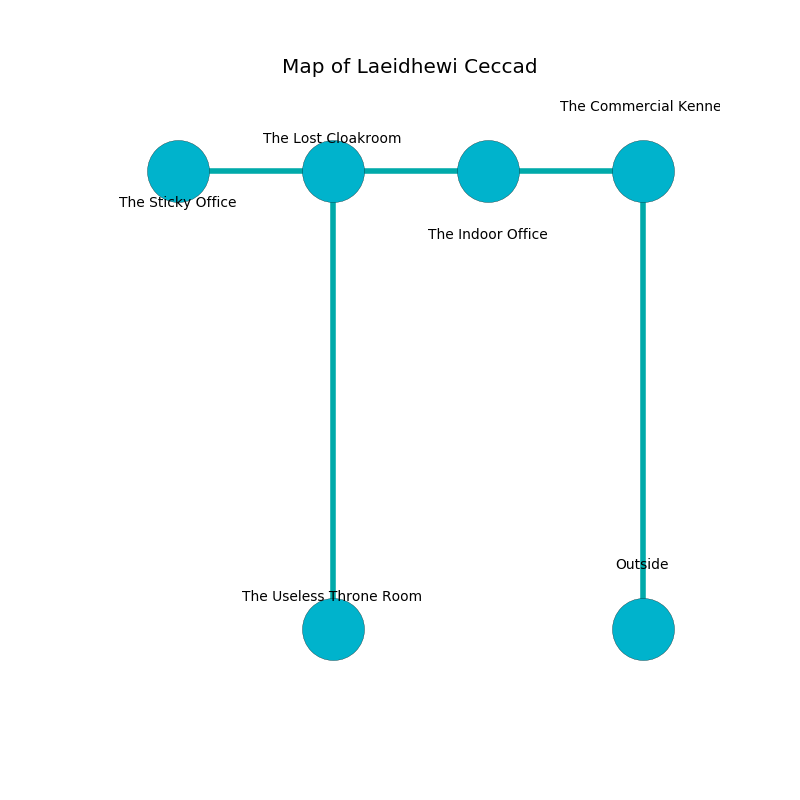 Map of Laeidhewi Ceccad
The Commercial Kenne
The Lost Cloakroom
The Sticky Office
The Indoor Office
Outside
The Useless Throne Room